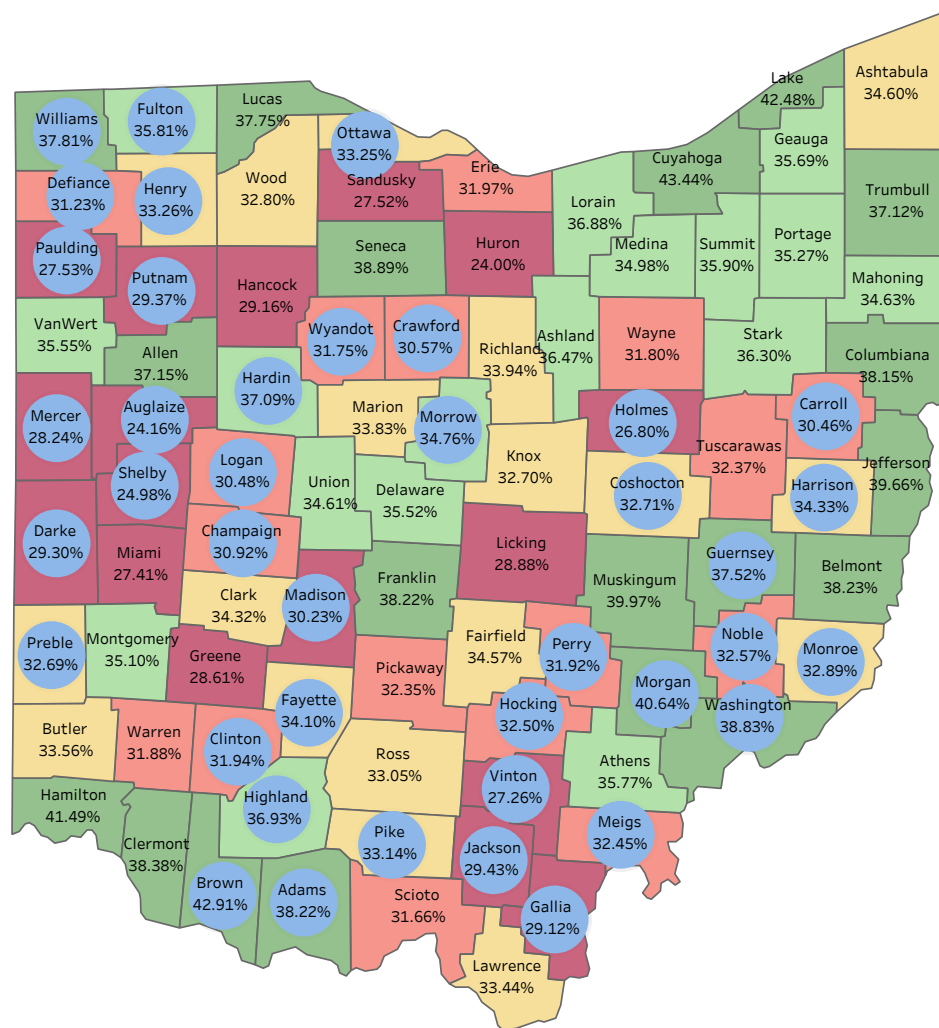 Lake
42.48%
Ashtabula
34.60%
Williams
37.81%
Fulton
35.81%
Lucas
37.75%
Ottawa
33.25%
Geauga
35.69%
Cuyahoga
43.44%
Trumbull
37.12%
Defiance
31.23%
Henry
33.26%
Wood
32.80%
Sandusky
27.52%
Erie
31.97%
Lorain
36.88%
Medina
34.98%
Summit
35.90%
Portage
35.27%
Mahoning
34.63%
Paulding
27.53%
Putnam
29.37%
Hancock
29.16%
Seneca
38.89%
Huron
24.00%
VanWert
35.55%
Allen
37.15%
Wyandot
31.75%
Crawford
30.57%
Richland
33.94%
Ashland
36.47%
Wayne
31.80%
Stark
36.30%
Columbiana
38.15%
Hardin
37.09%
Mercer
28.24%
Auglaize
24.16%
Marion
33.83%
Morrow
34.76%
Holmes
26.80%
Carroll
30.46%
Tuscarawas
32.37%
Shelby
24.98%
Logan
30.48%
Union
34.61%
Delaware
35.52%
Knox
32.70%
Coshocton
32.71%
Harrison
34.33%
Jefferson
39.66%
Darke
29.30%
Miami
27.41%
Champaign
30.92%
Licking
28.88%
Muskingum
39.97%
Guernsey
37.52%
Belmont
38.23%
Clark
34.32%
Madison
30.23%
Franklin
38.22%
Preble
32.69%
Montgomery
35.10%
Greene
28.61%
Pickaway
32.35%
Fairfield
34.57%
Perry
31.92%
Noble
32.57%
Monroe
32.89%
Morgan
40.64%
Washington
38.83%
Fayette
34.10%
Hocking
32.50%
Butler
33.56%
Warren
31.88%
Clinton
31.94%
Ross
33.05%
Vinton
27.26%
Athens
35.77%
Hamilton
41.49%
Highland
36.93%
Clermont
38.38%
Pike
33.14%
Jackson
29.43%
Meigs
32.45%
Brown
42.91%
Adams
38.22%
Scioto
31.66%
Gallia
29.12%
Lawrence
33.44%